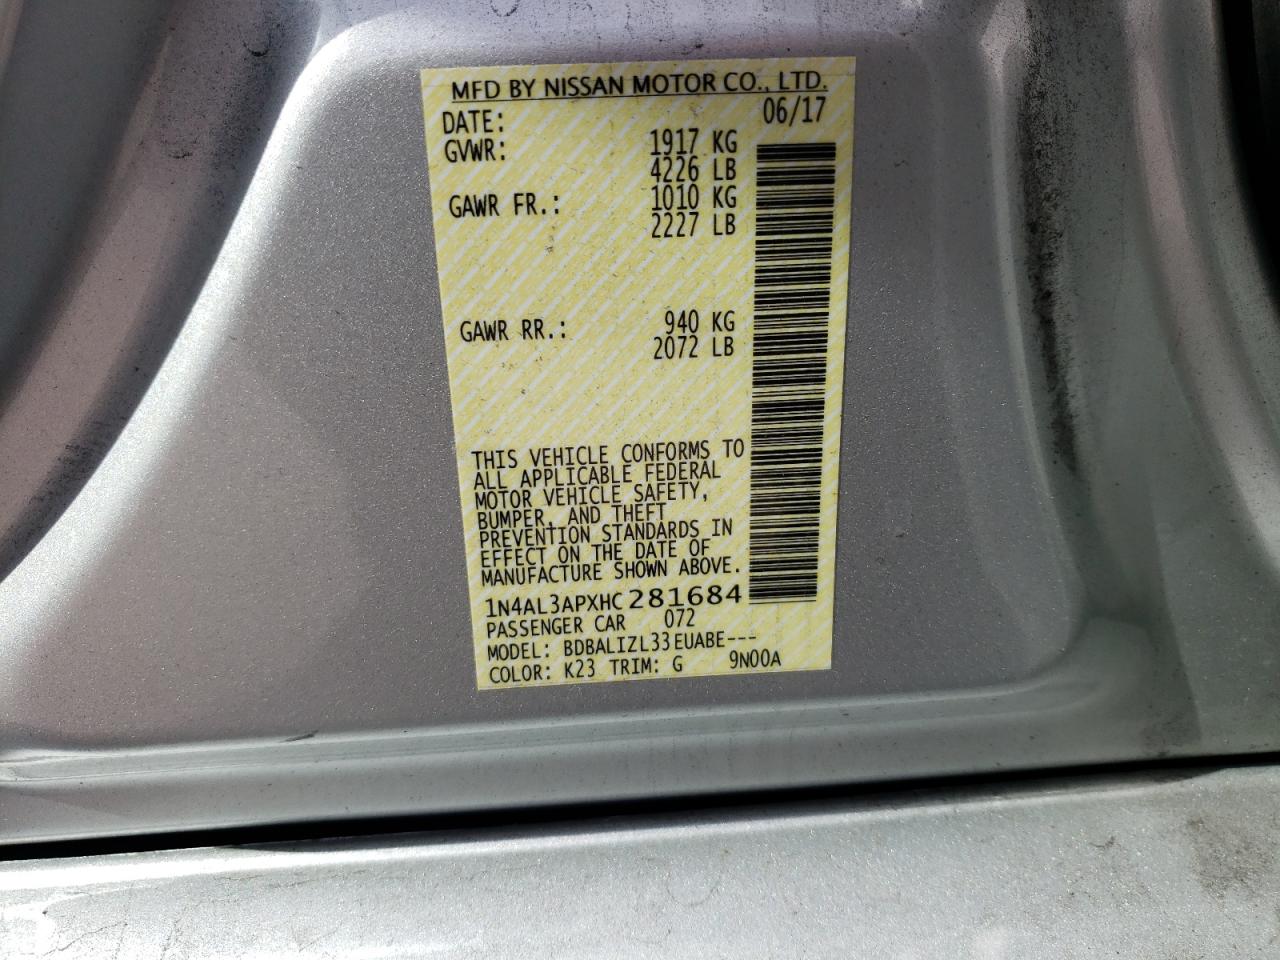 MFD BY NISSAN MOTOR CO., LTD.
DATE: 06/17
GVWR: 1917 KG
4226 LB
GAWR FR.: 1010 KG
2227 LB
GAWR RR.: 940 KG
2072 LB
THIS VEHICLE CONFORMS TO
ALL APPLICABLE FEDERAL
MOTOR VEHICLE SAFETY,
BUMPER, AND THEFT
PREVENTION STANDARDS IN
EFFECT ON THE DATE OF
MANUFACTURE SHOWN ABOVE.
1N4AL3APXHC281684
PASSENGER CAR 072
MODEL: BDBALIZL33EUABE---
COLOR: K23 TRIM: G 9N00A